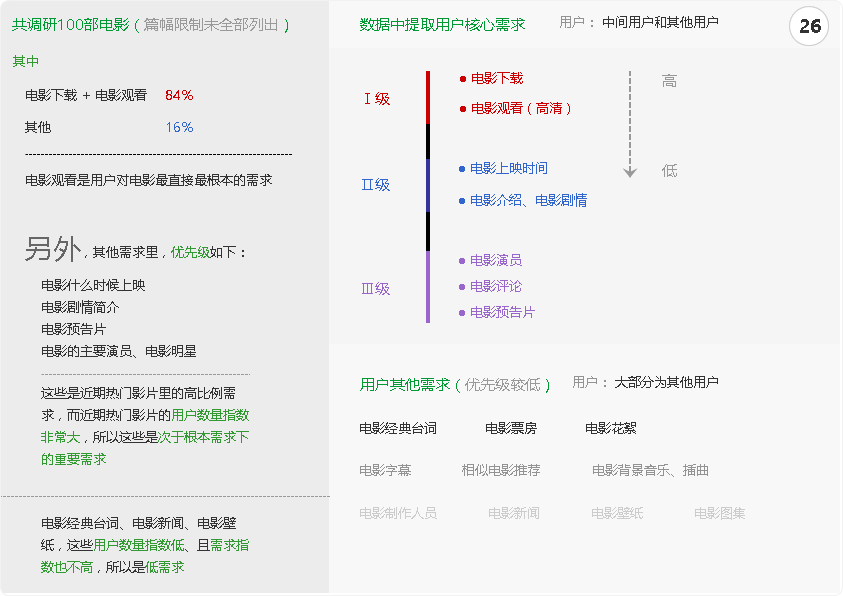 共调研100部电影（篇幅限制未全部列出）
其中
电影下载 + 电影观看 84%
其他 16%
电影观看是用户对电影最直接最根本的需求
另外，其他需求里，优先级如下：
电影什么时候上映
电影剧情简介
电影预告片
电影的主要演员、电影明星
这些是近期热门影片里的高比例需
求，而近期热门影片的用户数量指数
非常大，所以这些是次于根本需求下
的重要需求
电影经典台词、电影新闻、电影壁
纸，这些用户数量指数低、且需求指
数也不高，所以是低需求
数据中提取用户核心需求 用户： 中间用户和其他用户
26
Ⅰ级
●电影下载
●电影观看（高清）
高
低
Ⅱ级
●电影上映时间
●电影介绍、电影剧情
Ⅲ级
●电影演员
●电影评论
●电影预告片
用户其他需求（优先级较低） 用户： 大部分为其他用户
电影经典台词 电影票房 电影花絮
电影字幕 相似电影推荐 电影背景音乐、插曲
电影制作人员 电影新闻 电影壁纸 电影图集